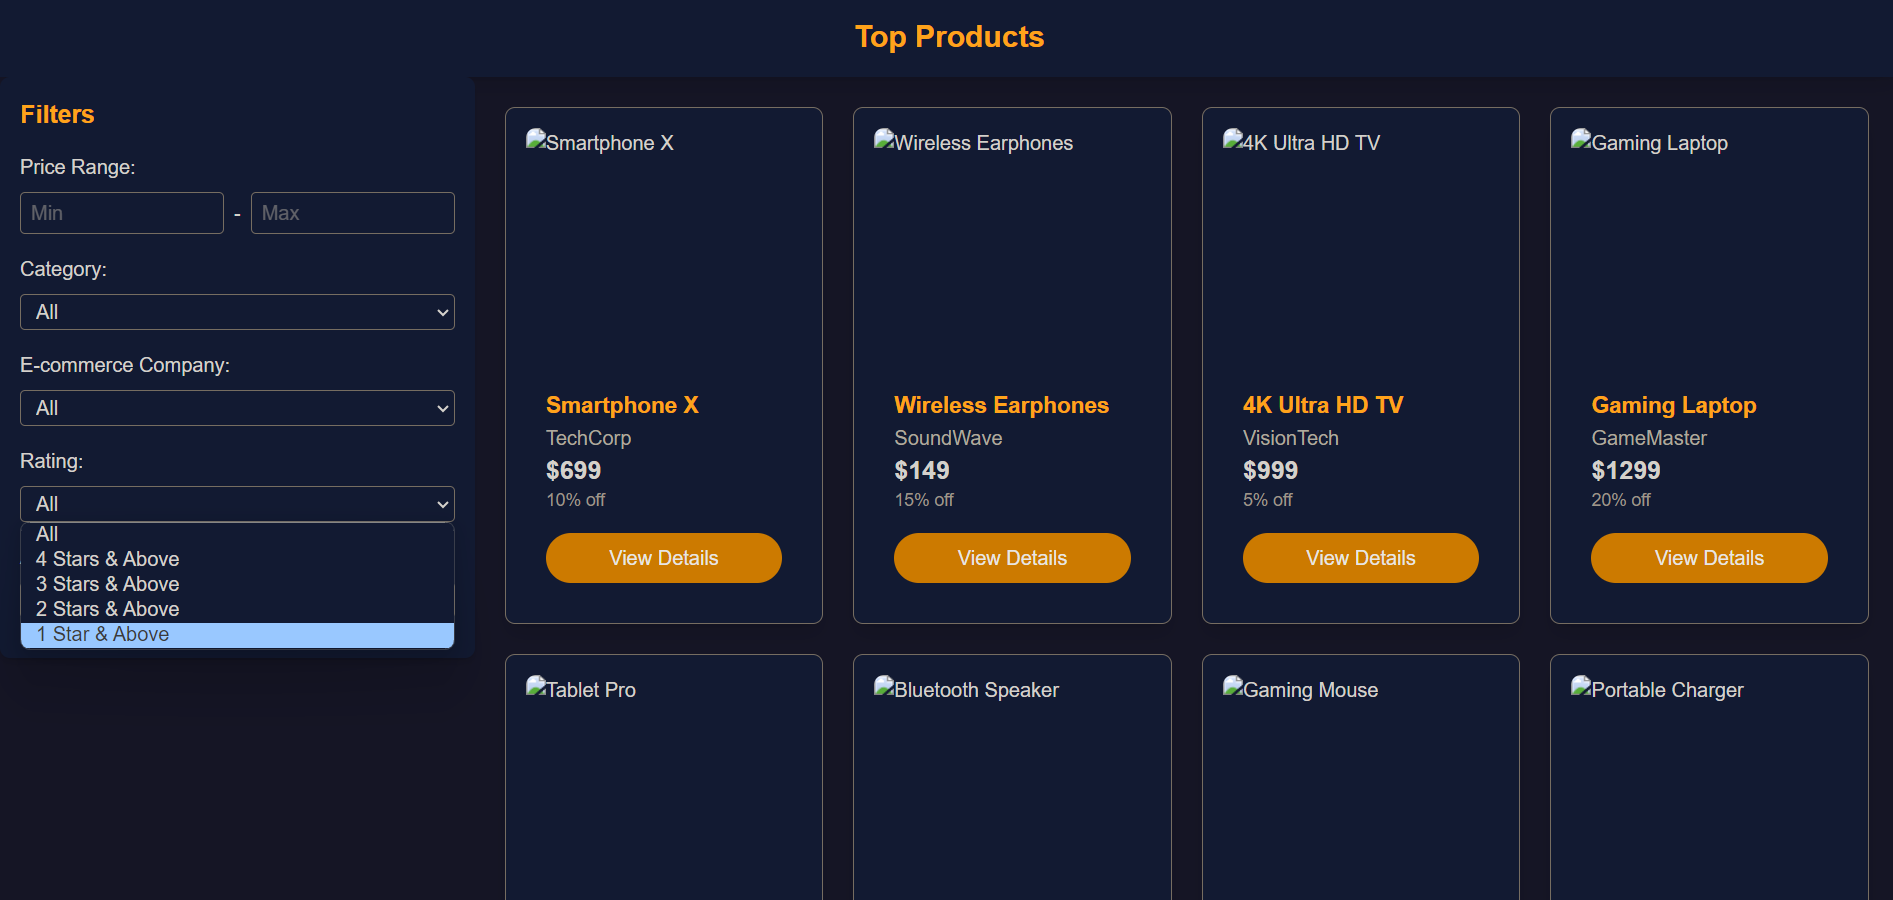 Top Products
Filters
Price Range:
Min - Max
Category:
All
E-commerce Company:
All
Rating:
All
All
4 Stars & Above
3 Stars & Above
2 Stars & Above
1 Star & Above
Smartphone X
Smartphone X
TechCorp
$699
10% off
View Details
Wireless Earphones
Wireless Earphones
SoundWave
$149
15% off
View Details
4K Ultra HD TV
4K Ultra HD TV
VisionTech
$999
5% off
View Details
Gaming Laptop
Gaming Laptop
GameMaster
$1299
20% off
View Details
Tablet Pro
Bluetooth Speaker
Gaming Mouse
Portable Charger